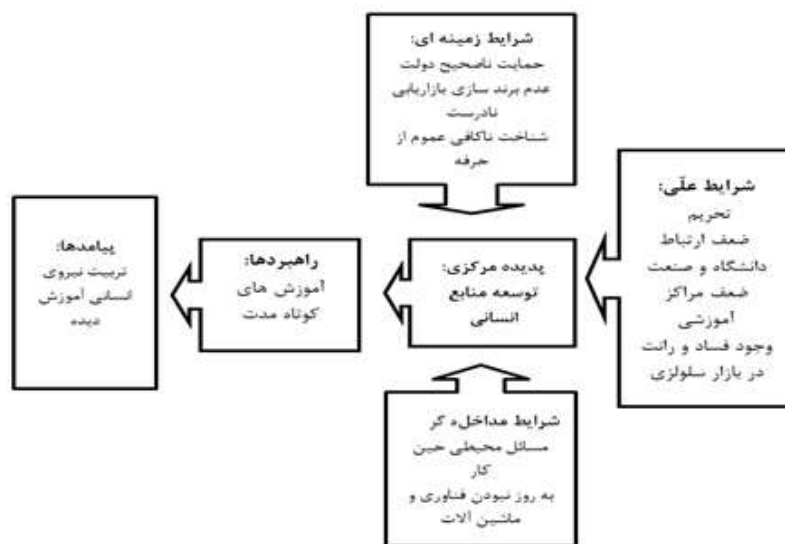 شرایط زمینه ای:
حمایت ناصحیح دولت
عدم برند سازی بازاریابی
نادرست
شناخت ناکافی عموم از
حرفه
شرایط علّی:
تحریم
ضعف ارتباط
دانشگاه و صنعت
ضعف مراکز
آموزشی
وجود فساد و رانت
در بازار سلولزی
پدیده مرکزی:
توسعه منابع
انسانی
راهبردها:
آموزش های
کوتاه مدت
پیامدها:
تربیت نیروی
انسانی آموزش
دیده
شرایط مداخله گر
مسائل محیطی حین
کار
به روز نبودن فناوری و
ماشین آلات